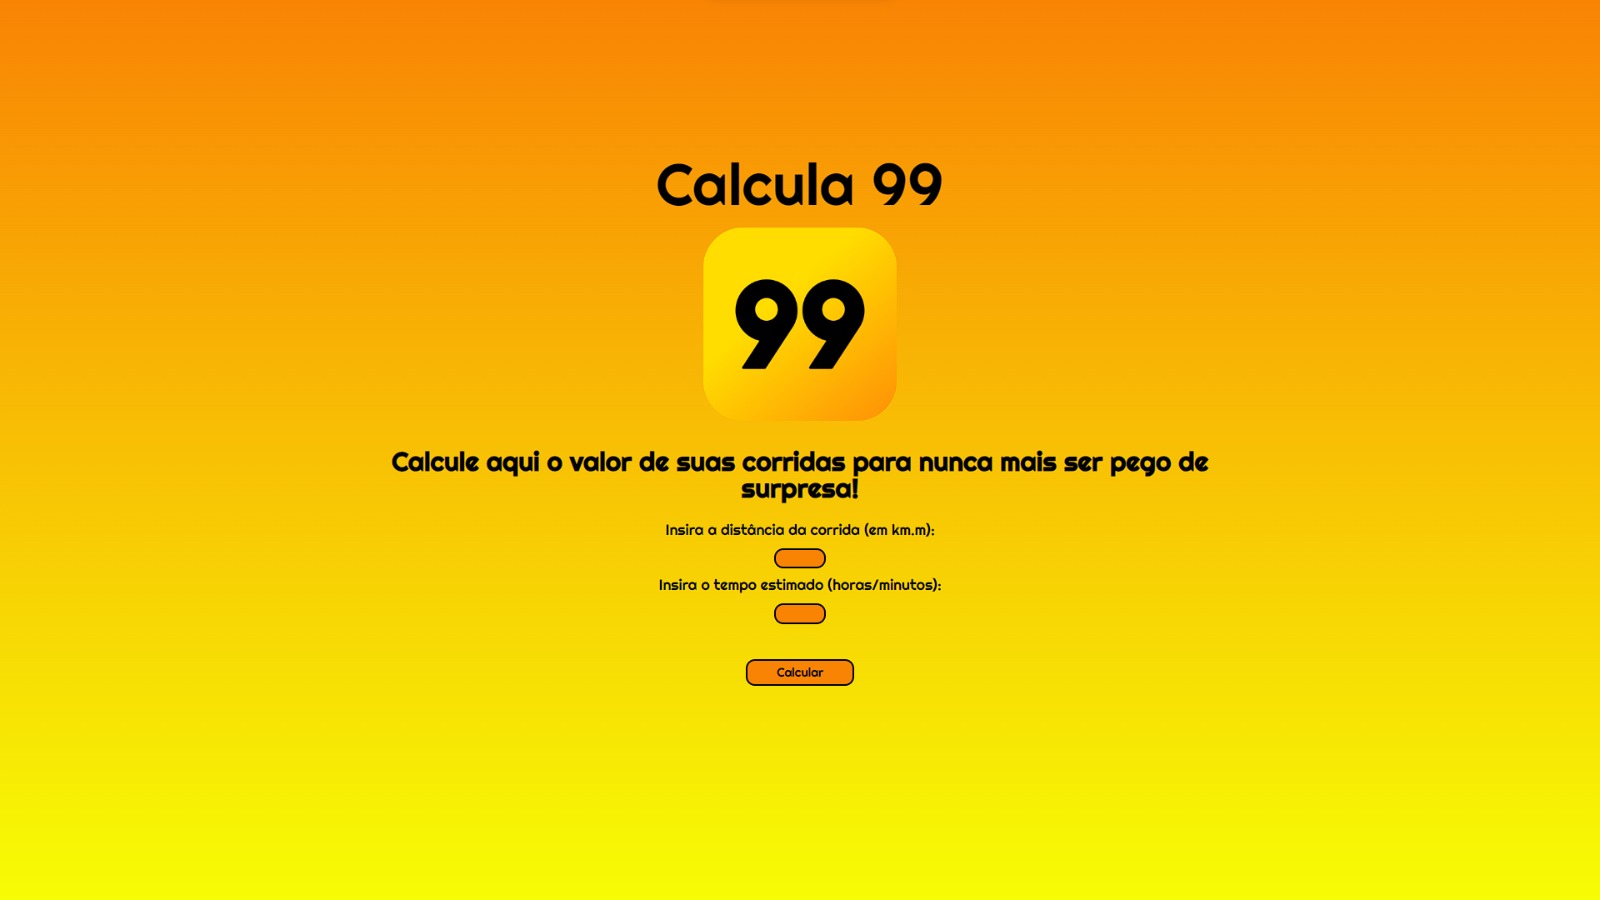 Calcula 99
99
Calcule aqui o valor de suas corridas para nunca mais ser pego de
surpresa!
Insira a distância da corrida (em km.m):
Insira o tempo estimado (horas/minutos):
Calcular